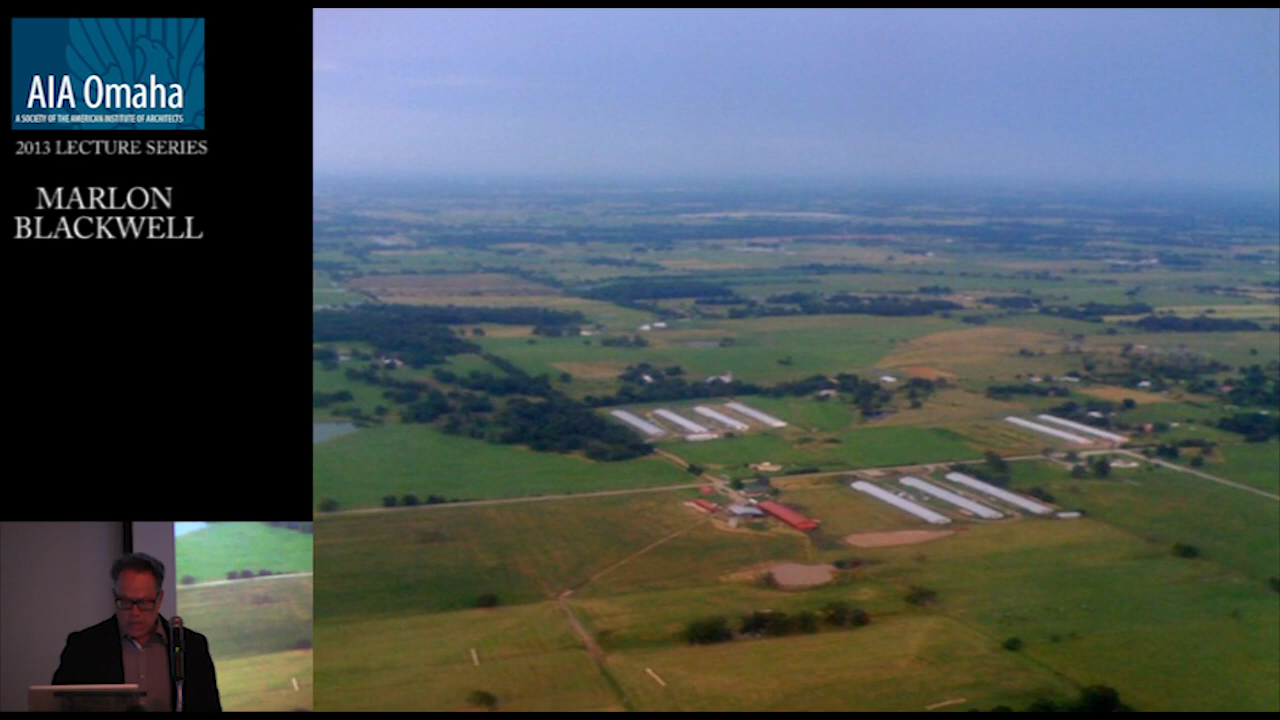 AIA Omaha
A SOCIETY OF THE AMERICAN INSTITUTE OF ARCHITECTS
2013 LECTURE SERIES
MARLON
BLACKWELL